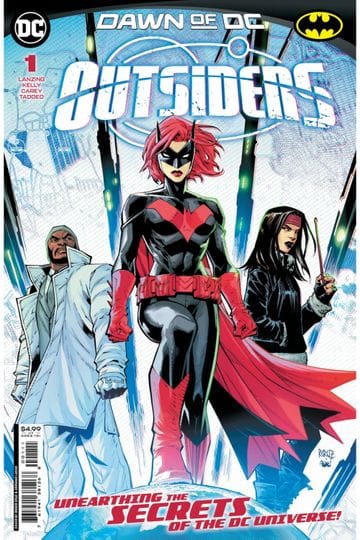 DC
DAWN OF DC
BATMAN
1
LANZING
KELLY
CAREY
TADDEO
OUTSIDERS
$4.99
UNEARTHING THE
SECRETS
OF THE DC UNIVERSE!